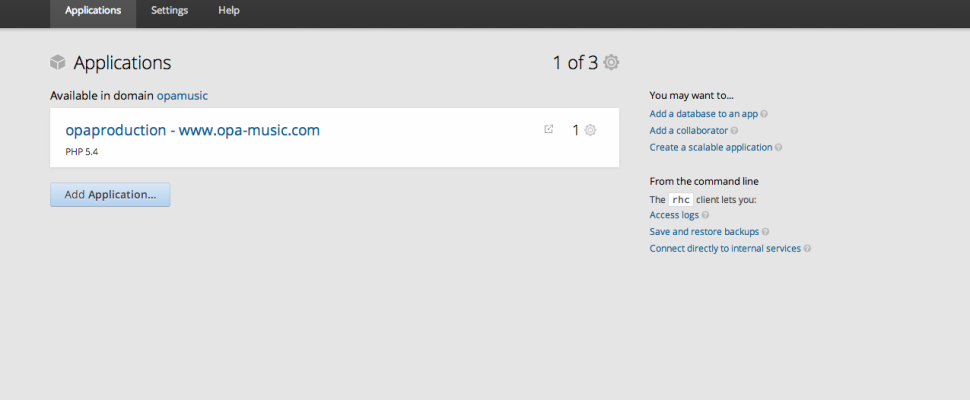 Applications Settings Help
Applications 1 of 3
Available in domain opamusic
opaproduction - www.opa-music.com 1
PHP 5.4
Add Application...
You may want to...
Add a database to an app ?
Add a collaborator ?
Create a scalable application ?
From the command line
The rhc client lets you:
Access logs ?
Save and restore backups ?
Connect directly to internal services ?